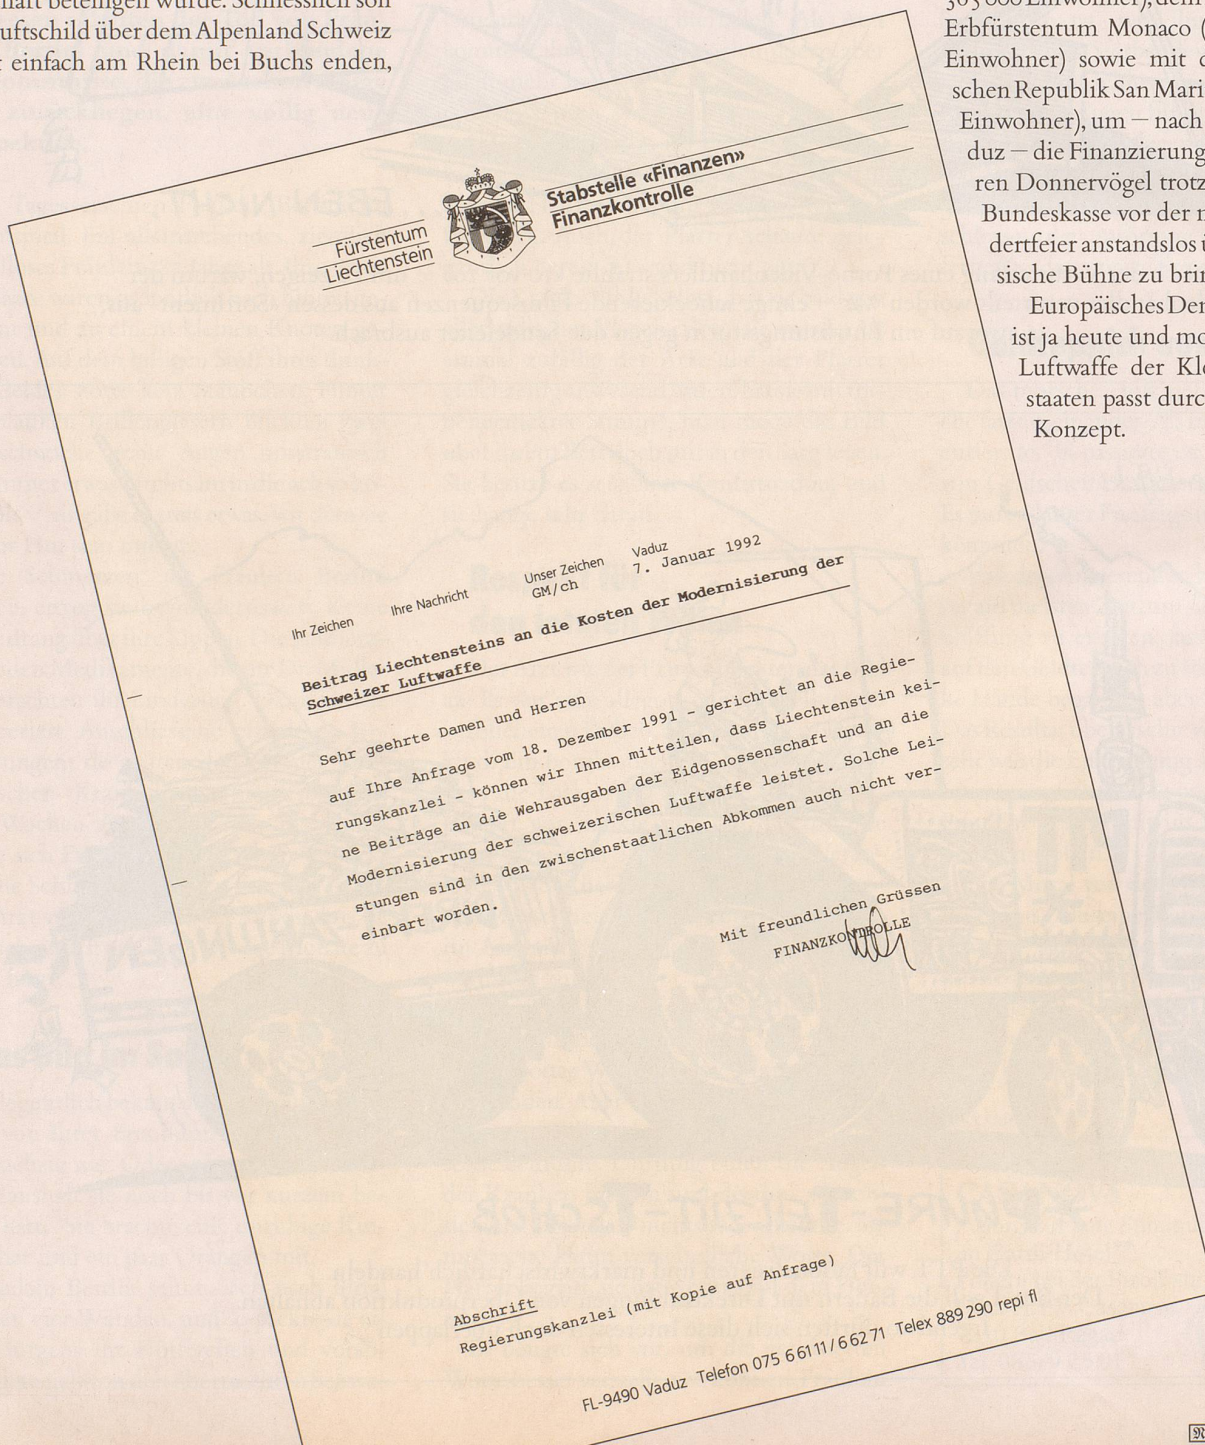 haft beteiligen würde. Schliesslich soll
uftschild über dem Alpenland Schweiz
t einfach am Rhein bei Buchs enden,
Fürstentum
Liechtenstein
Stabstelle «Finanzen»
Finanzkontrolle
Ihr Zeichen
Ihre Nachricht
Unser Zeichen
GM/ch
Vaduz
7. Januar 1992
Beitrag Liechtensteins an die Kosten der Modernisierung der
Schweizer Luftwaffe
Sehr geehrte Damen und Herren
auf Ihre Anfrage vom 18. Dezember 1991 - gerichtet an die Regie-
rungskanzlei - können wir Ihnen mitteilen, dass Liechtenstein kei-
ne Beiträge an die Wehrausgaben der Eidgenossenschaft und an die
Modernisierung der schweizerischen Luftwaffe leistet. Solche Lei-
stungen sind in den zwischenstaatlichen Abkommen auch nicht ver-
einbart worden.
Mit freundlichen Grüssen
FINANZKONTROLLE
Abschrift
Regierungskanzlei (mit Kopie auf Anfrage)
FL-9490 Vaduz Telefon 075 6 61 11 / 6 62 71 Telex 889 290 repi fl
Einwohner), dem
Erbfürstentum Monaco (
Einwohner) sowie mit d
schen Republik San Mari
Einwohner), um — nach
duz — die Finanzierung
ren Donnervögel trotz
Bundeskasse vor der n
dertfeier anstandslos ü
sische Bühne zu brin
Europäisches Den
ist ja heute und mo
Luftwaffe der Kle
staaten passt durc
Konzept.